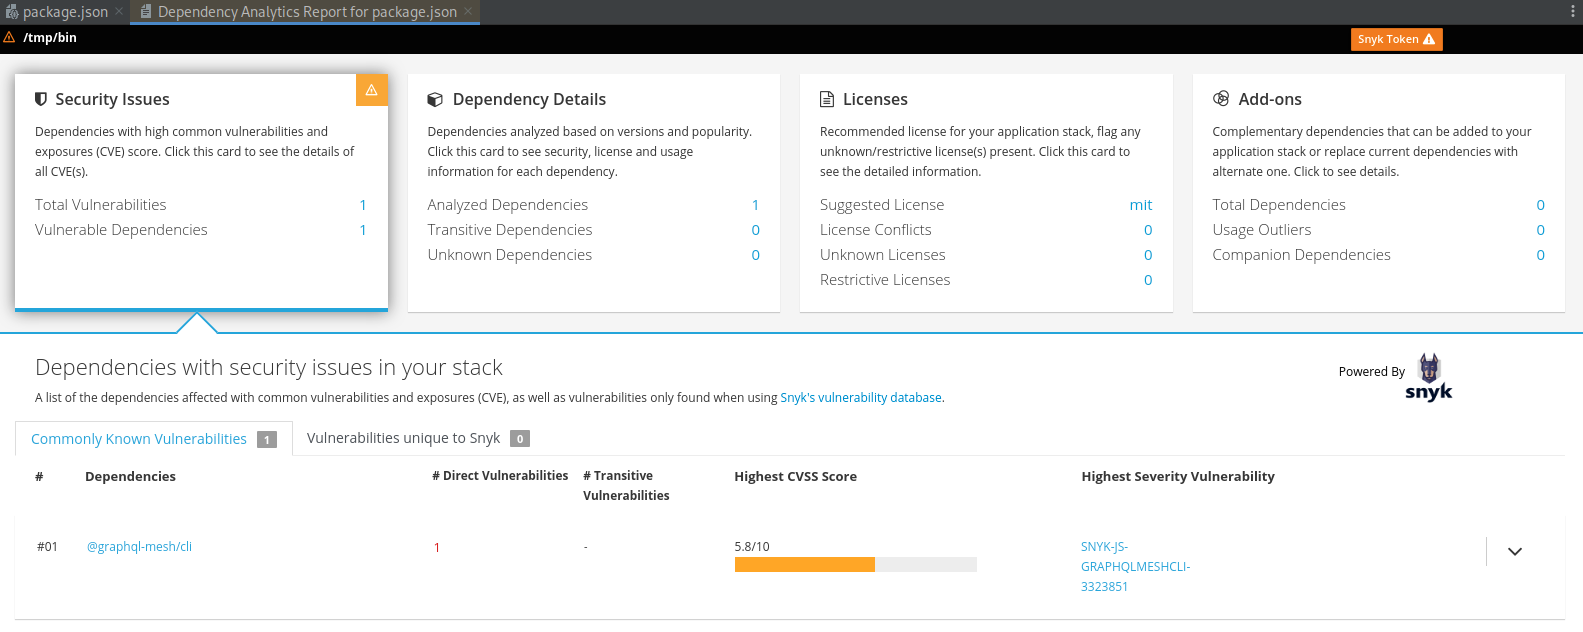 package.json
Dependency Analytics Report for package.json
/tmp/bin
Snyk Token
Security Issues
Dependencies with high common vulnerabilities and
exposures (CVE) score. Click this card to see the details of
all CVE(s).
Total Vulnerabilities 1
Vulnerable Dependencies 1
Dependency Details
Dependencies analyzed based on versions and popularity.
Click this card to see security, license and usage
information for each dependency.
Analyzed Dependencies 1
Transitive Dependencies 0
Unknown Dependencies 0
Licenses
Recommended license for your application stack, flag any
unknown/restrictive license(s) present. Click this card to
see the detailed information.
Suggested License mit
License Conflicts 0
Unknown Licenses 0
Restrictive Licenses 0
Add-ons
Complementary dependencies that can be added to your
application stack or replace current dependencies with
alternate one. Click to see details.
Total Dependencies 0
Usage Outliers 0
Companion Dependencies 0
Dependencies with security issues in your stack
A list of the dependencies affected with common vulnerabilities and exposures (CVE), as well as vulnerabilities only found when using Snyk's vulnerability database.
Powered By
snyk
Commonly Known Vulnerabilities 1
Vulnerabilities unique to Snyk 0
# Dependencies # Direct Vulnerabilities # Transitive
Vulnerabilities
Highest CVSS Score Highest Severity Vulnerability
#01 @graphql-mesh/cli 1 - 5.8/10 SNYK-JS-
GRAPHQLMESHCLI-
3323851